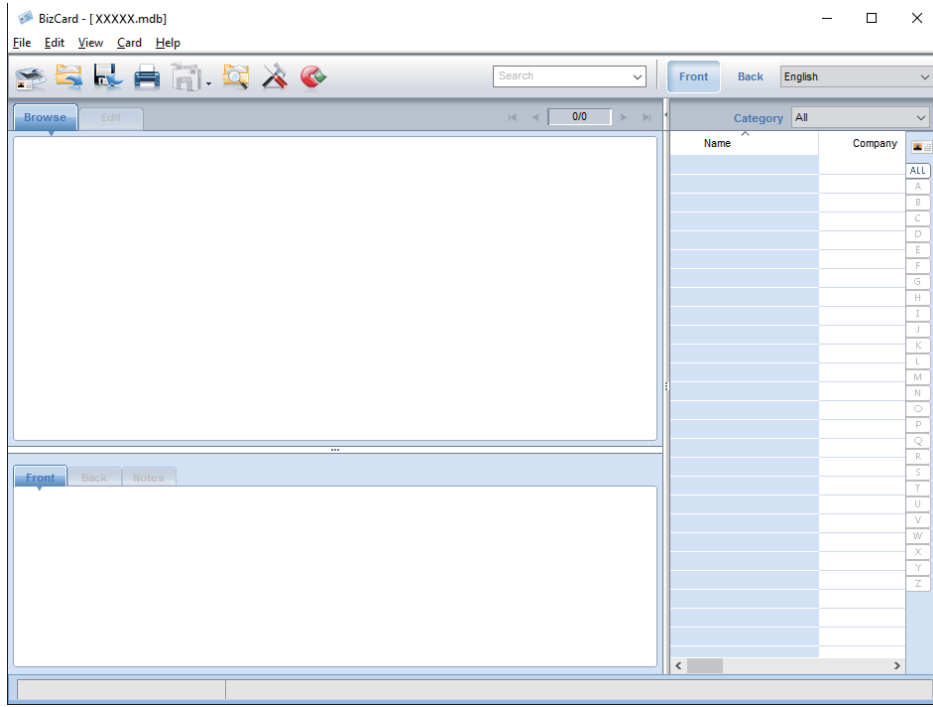 BizCard - [ XXXXX.mdb]
File Edit View Card Help
Search Front Back English
Browse Edit 0/0 Category All
Name Company
ALL
A
B
C
D
E
F
G
H
I
J
K
L
M
N
O
P
Q
R
S
T
U
V
W
X
Y
Z
Front Back Notes